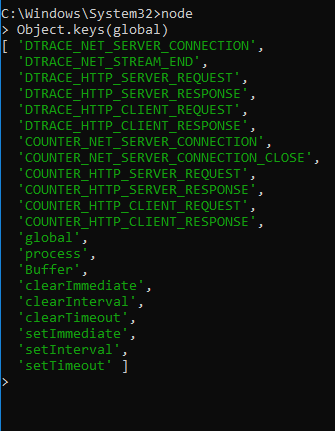 C:\Windows\System32>node
> Object.keys(global)
[ 'DTRACE_NET_SERVER_CONNECTION',
'DTRACE_NET_STREAM_END',
'DTRACE_HTTP_SERVER_REQUEST',
'DTRACE_HTTP_SERVER_RESPONSE',
'DTRACE_HTTP_CLIENT_REQUEST',
'DTRACE_HTTP_CLIENT_RESPONSE',
'COUNTER_NET_SERVER_CONNECTION',
'COUNTER_NET_SERVER_CONNECTION_CLOSE',
'COUNTER_HTTP_SERVER_REQUEST',
'COUNTER_HTTP_SERVER_RESPONSE',
'COUNTER_HTTP_CLIENT_REQUEST',
'COUNTER_HTTP_CLIENT_RESPONSE',
'global',
'process',
'Buffer',
'clearImmediate',
'clearInterval',
'clearTimeout',
'setImmediate',
'setInterval',
'setTimeout' ]
>